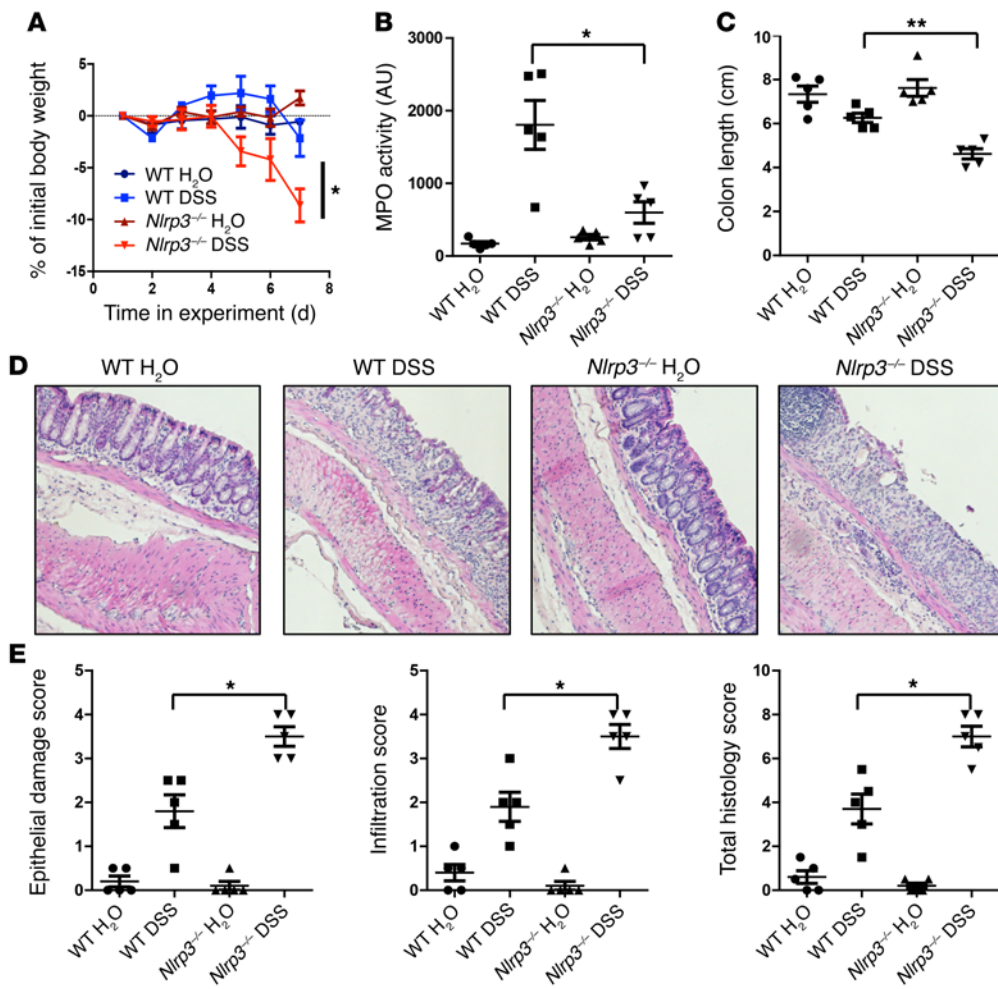 A
% of initial body weight
5
0
-5
-10
-15
0
2
4
6
8
Time in experiment (d)
WT H₂O
WT DSS
Nlrp3⁻/⁻ H₂O
Nlrp3⁻/⁻ DSS
*
B
MPO activity (AU)
3000
2000
1000
0
*
WT H₂O
WT DSS
Nlrp3⁻/⁻ H₂O
Nlrp3⁻/⁻ DSS
C
Colon length (cm)
10
8
6
4
2
0
**
WT H₂O
WT DSS
Nlrp3⁻/⁻ H₂O
Nlrp3⁻/⁻ DSS
D
WT H₂O
WT DSS
Nlrp3⁻/⁻ H₂O
Nlrp3⁻/⁻ DSS
E
Epithelial damage score
5
4
3
2
1
0
*
WT H₂O
WT DSS
Nlrp3⁻/⁻ H₂O
Nlrp3⁻/⁻ DSS
Infiltration score
5
4
3
2
1
0
*
WT H₂O
WT DSS
Nlrp3⁻/⁻ H₂O
Nlrp3⁻/⁻ DSS
Total histology score
10
8
6
4
2
0
*
WT H₂O
WT DSS
Nlrp3⁻/⁻ H₂O
Nlrp3⁻/⁻ DSS